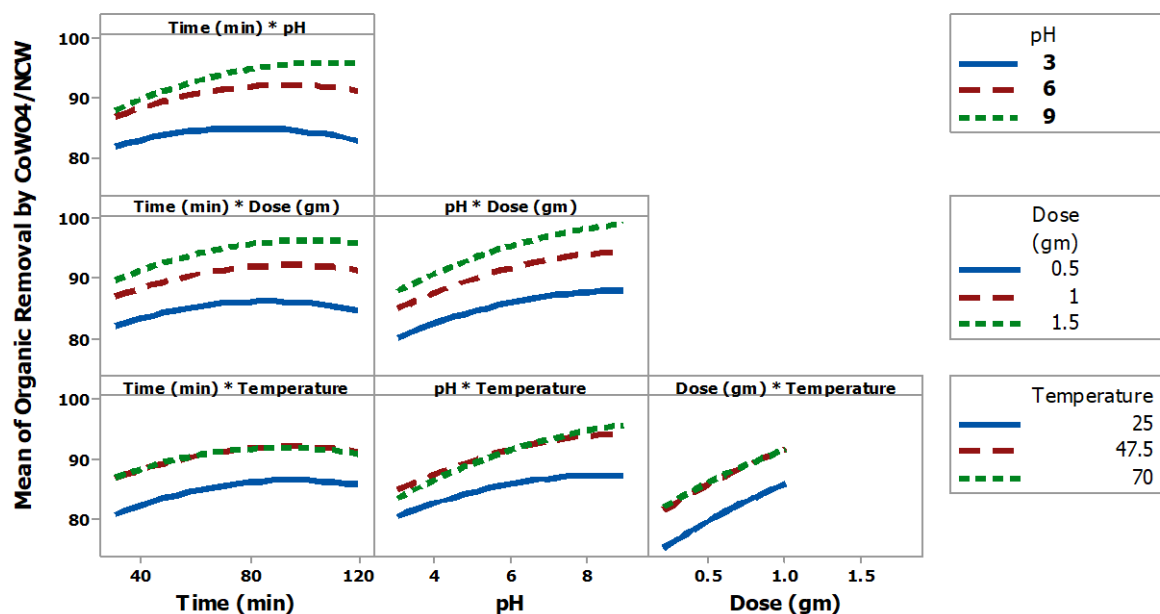 Mean of Organic Removal by CoWO4/NCW
Time (min) * pH
100
90
80
pH
3
6
9
Time (min) * Dose (gm)
pH * Dose (gm)
100
90
80
Dose
(gm)
0.5
1
1.5
Time (min) * Temperature
pH * Temperature
Dose (gm) * Temperature
100
90
80
Temperature
25
47.5
70
40 80 120 4 6 8 0.5 1.0 1.5
Time (min) pH Dose (gm)